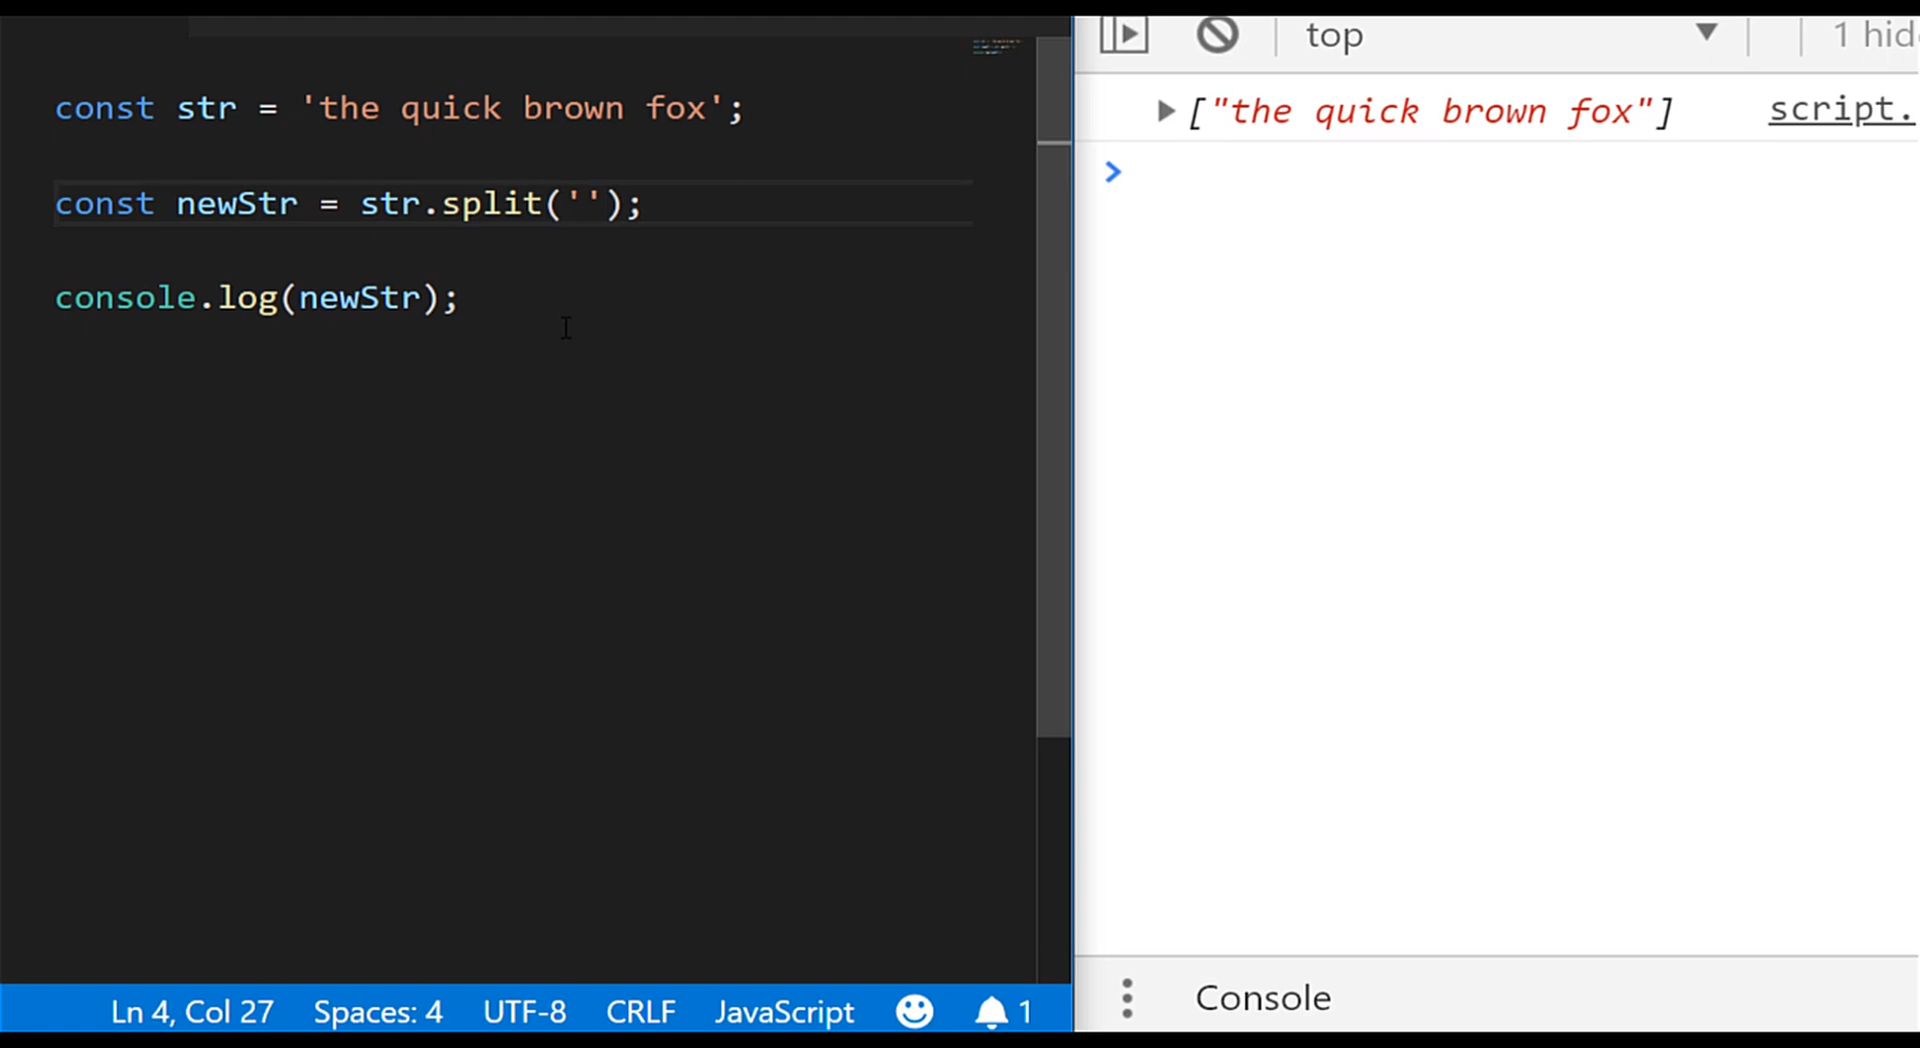 const str = 'the quick brown fox';
const newStr = str.split('');
console.log(newStr);
Ln 4, Col 27 Spaces: 4 UTF-8 CRLF JavaScript 1
top 1 hid
["the quick brown fox"] script.
Console